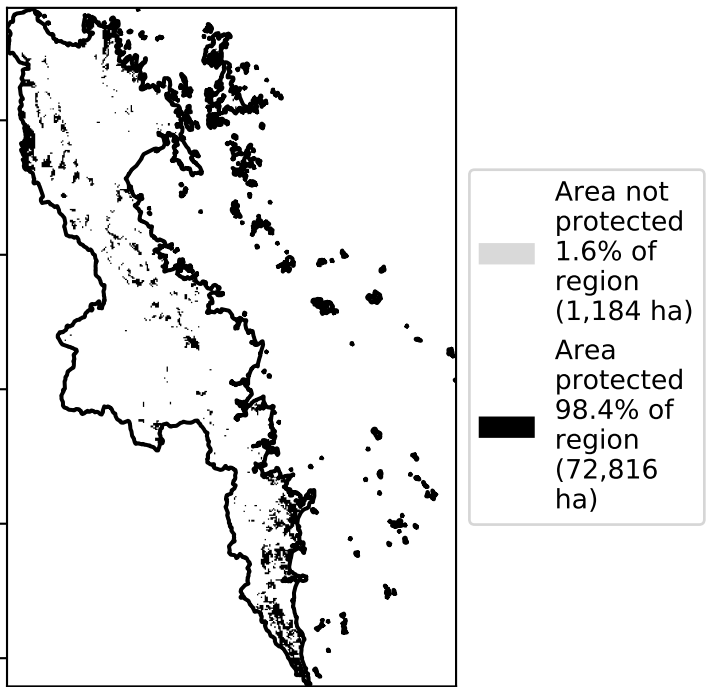 Area not
protected
1.6% of
region
(1,184 ha)
Area
protected
98.4% of
region
(72,816
ha)